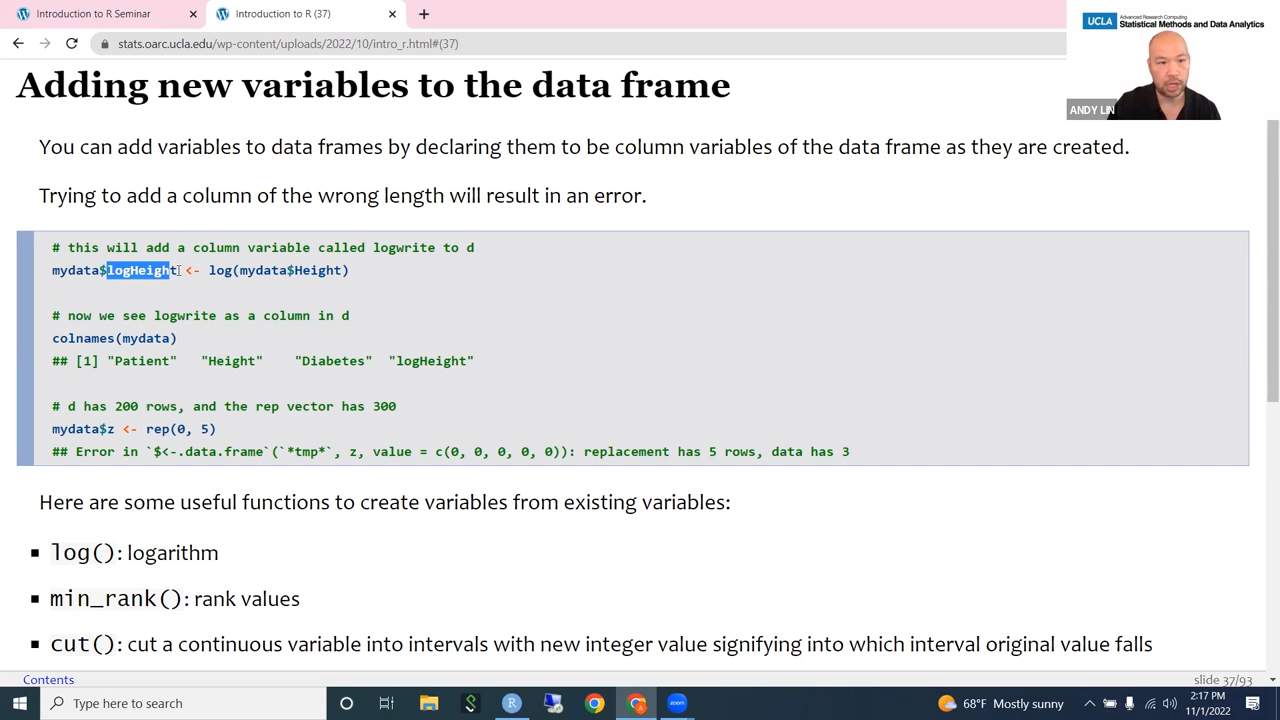 Introduction to R Seminar
Introduction to R (37)
stats.oarc.ucla.edu/wp-content/uploads/2022/10/intro_r.html#(37)
UCLA
Advanced Research Computing
Statistical Methods and Data Analytics
ANDY LIN
Adding new variables to the data frame
You can add variables to data frames by declaring them to be column variables of the data frame as they are created.
Trying to add a column of the wrong length will result in an error.
# this will add a column variable called logwrite to d
mydata$logHeight <- log(mydata$Height)
# now we see logwrite as a column in d
colnames(mydata)
## [1] "Patient" "Height" "Diabetes" "logHeight"
# d has 200 rows, and the rep vector has 300
mydata$z <- rep(0, 5)
## Error in `$<-.data.frame`(`*tmp*`, z, value = c(0, 0, 0, 0, 0)): replacement has 5 rows, data has 3
Here are some useful functions to create variables from existing variables:
log(): logarithm
min_rank(): rank values
cut(): cut a continuous variable into intervals with new integer value signifying into which interval original value falls
Contents
slide 37/93
Type here to search
zoom
68°F Mostly sunny
2:17 PM
11/1/2022